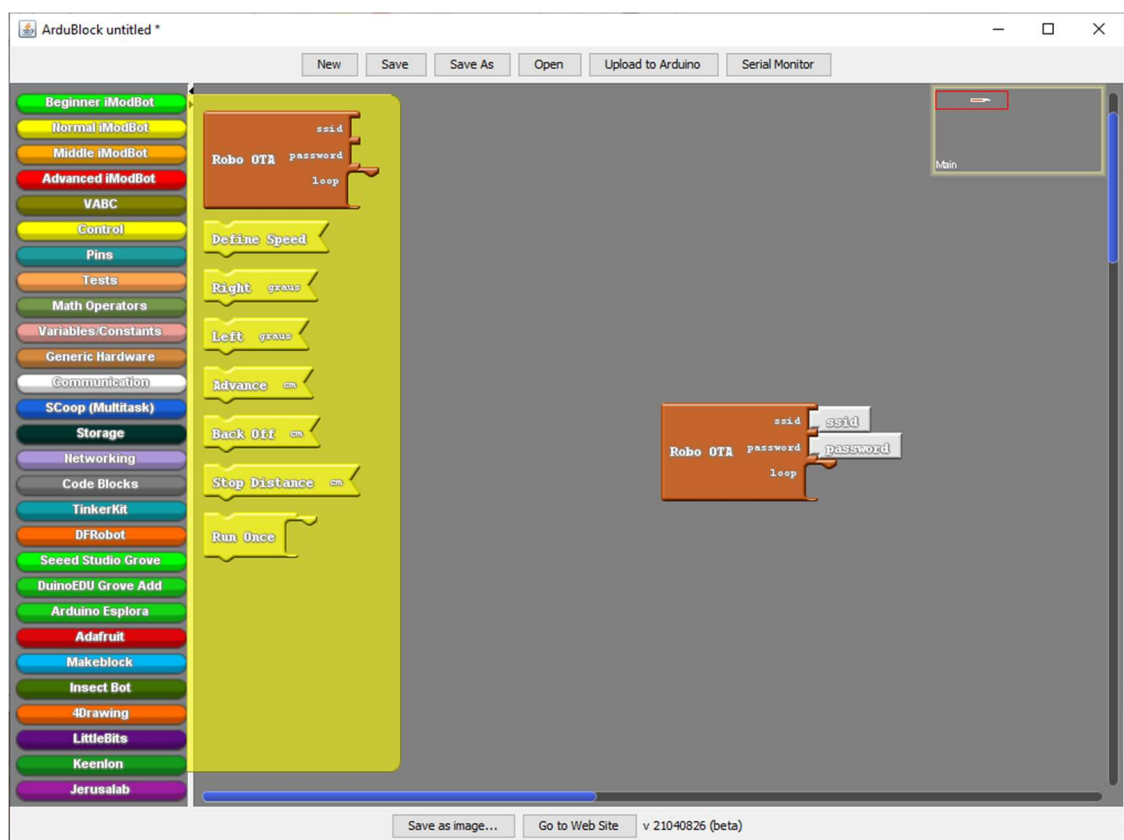 ArduBlock untitled *
New Save Save As Open Upload to Arduino Serial Monitor
Beginner iModBot
Normal iModBot
Middle iModBot
Advanced iModBot
VABC
Control
Pins
Tests
Math Operators
Variables/Constants
Generic Hardware
Communication
SCoop (Multitask)
Storage
Networking
Code Blocks
TinkerKit
DFRobot
Seeed Studio Grove
DuinoEDU Grove Add
Arduino Esplora
Adafruit
Makeblock
Insect Bot
4Drawing
LittleBits
Keenlon
Jerusalab
ssid
Robo OTA password
loop
Define Speed
Right graus
Left graus
Advance cm
Back Off cm
Stop Distance cm
Run Once
Main
ssid ssid
Robo OTA password password
loop
Save as image... Go to Web Site v 21040826 (beta)